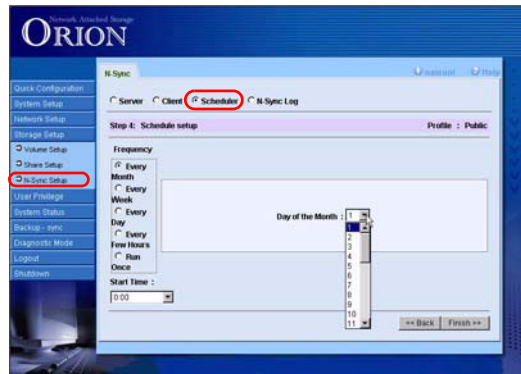 Network Attached Storage
ORION
N-Sync
Help
Quick Configuration
System Setup
Network Setup
Storage Setup
Volume Setup
Share Setup
N-Sync Setup
User Privilege
System Status
Backup - sync
Diagnostic Mode
Logout
Shutdown
Server Client Scheduler N-Sync Log
Step 4: Schedule setup Profile : Public
Frequency
Every
Month
Every
Week
Every
Day
Every
Few Hours
Run
Once
Day of the Month : 1
1
2
3
4
5
6
7
8
9
10
11
Start Time :
0:00
<< Back Finish >>